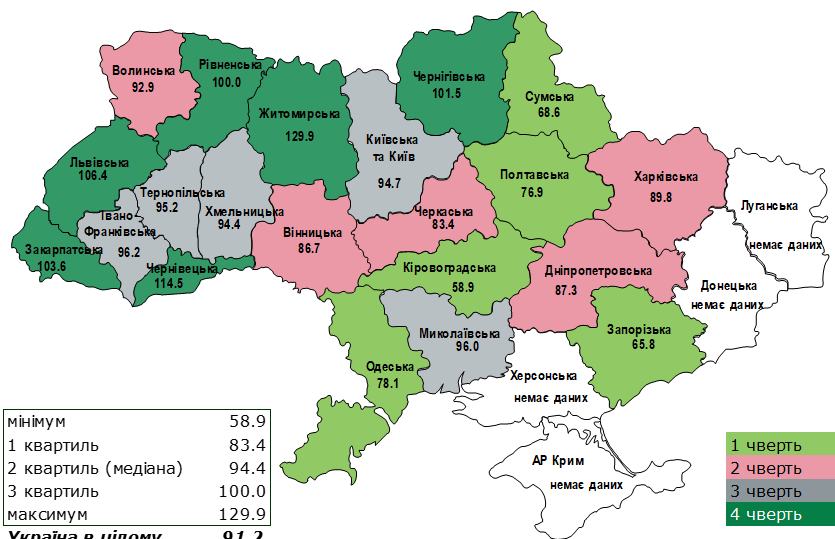 Волинська
92.9
Рівненська
100.0
Житомирська
129.9
Київська
та Київ
94.7
Чернігівська
101.5
Сумська
68.6
Львівська
106.4
Тернопільська
95.2
Хмельницька
94.4
Івано
Франківська
96.2
Закарпатська
103.6
Чернівецька
114.5
Вінницька
86.7
Черкаська
83.4
Полтавська
76.9
Харківська
89.8
Луганська
немає даних
Кіровоградська
58.9
Дніпропетровська
87.3
Донецька
немає даних
Миколаївська
96.0
Запорізька
65.8
Одеська
78.1
Херсонська
немає даних
АР Крим
немає даних
мінімум 58.9
1 квартиль 83.4
2 квартиль (медіана) 94.4
3 квартиль 100.0
максимум 129.9
Україна в цілому 91.2
1 чверть
2 чверть
3 чверть
4 чверть